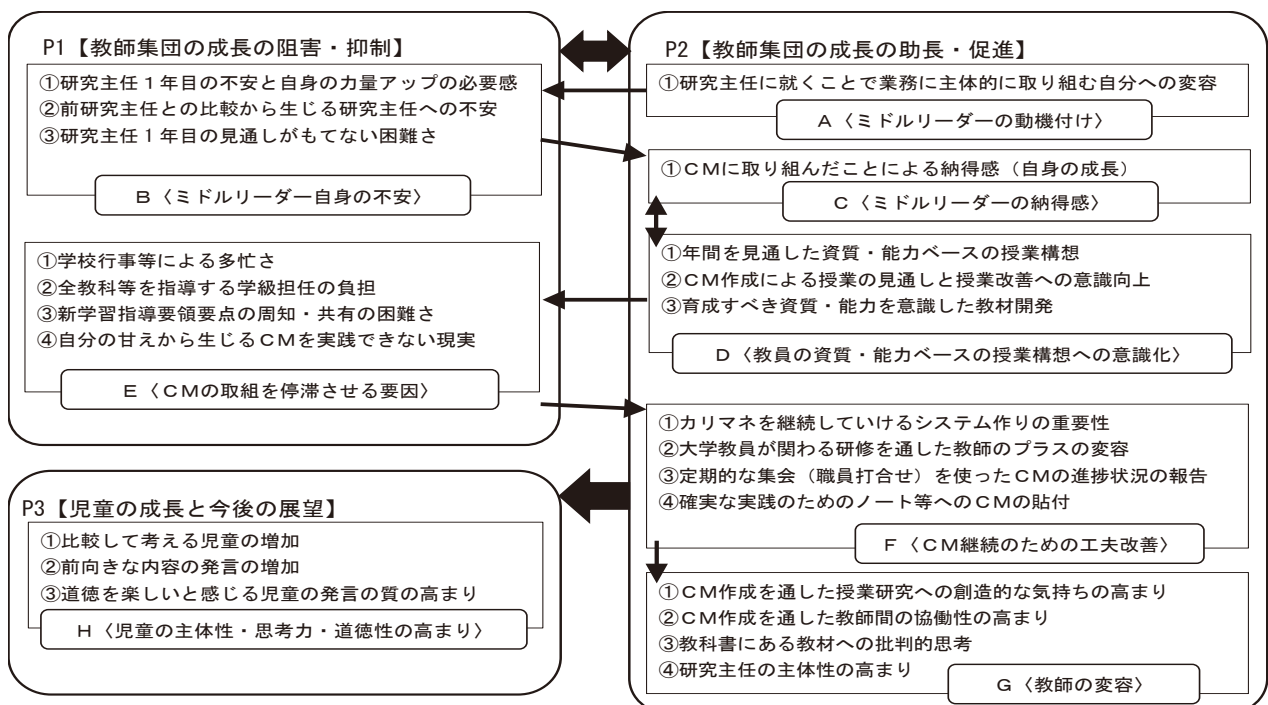 P1【教師集団の成長の阻害・抑制】
①研究主任１年目の不安と自身の力量アップの必要感
②前研究主任との比較から生じる研究主任への不安
③研究主任１年目の見通しがもてない困難さ
B〈ミドルリーダー自身の不安〉
①学校行事等による多忙さ
②全教科等を指導する学級担任の負担
③新学習指導要領要点の周知・共有の困難さ
④自分の甘えから生じるＣＭを実践できない現実
E〈ＣＭの取組を停滞させる要因〉
P3【児童の成長と今後の展望】
①比較して考える児童の増加
②前向きな内容の発言の増加
③道徳を楽しいと感じる児童の発言の質の高まり
H〈児童の主体性・思考力・道徳性の高まり〉
P2【教師集団の成長の助長・促進】
①研究主任に就くことで業務に主体的に取り組む自分への変容
A〈ミドルリーダーの動機付け〉
①ＣＭに取り組んだことによる納得感（自身の成長）
C〈ミドルリーダーの納得感〉
①年間を見通した資質・能力ベースの授業構想
②ＣＭ作成による授業の見通しと授業改善への意識向上
③育成すべき資質・能力を意識した教材開発
D〈教員の資質・能力ベースの授業構想への意識化〉
①カリマネを継続していけるシステム作りの重要性
②大学教員が関わる研修を通した教師のプラスの変容
③定期的な集会（職員打合せ）を使ったＣＭの進捗状況の報告
④確実な実践のためのノート等へのＣＭの貼付
F〈ＣＭ継続のための工夫改善〉
①ＣＭ作成を通した授業研究への創造的な気持ちの高まり
②ＣＭ作成を通した教師間の協働性の高まり
③教科書にある教材への批判的思考
④研究主任の主体性の高まり
G〈教師の変容〉